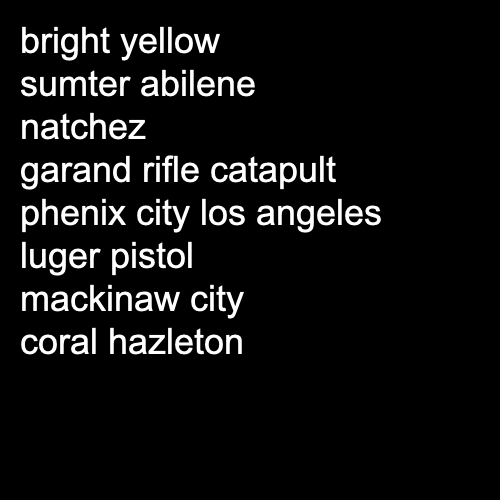 bright yellow
sumter abilene
natchez
garand rifle catapult
phenix city los angeles
luger pistol
mackinaw city
coral hazleton